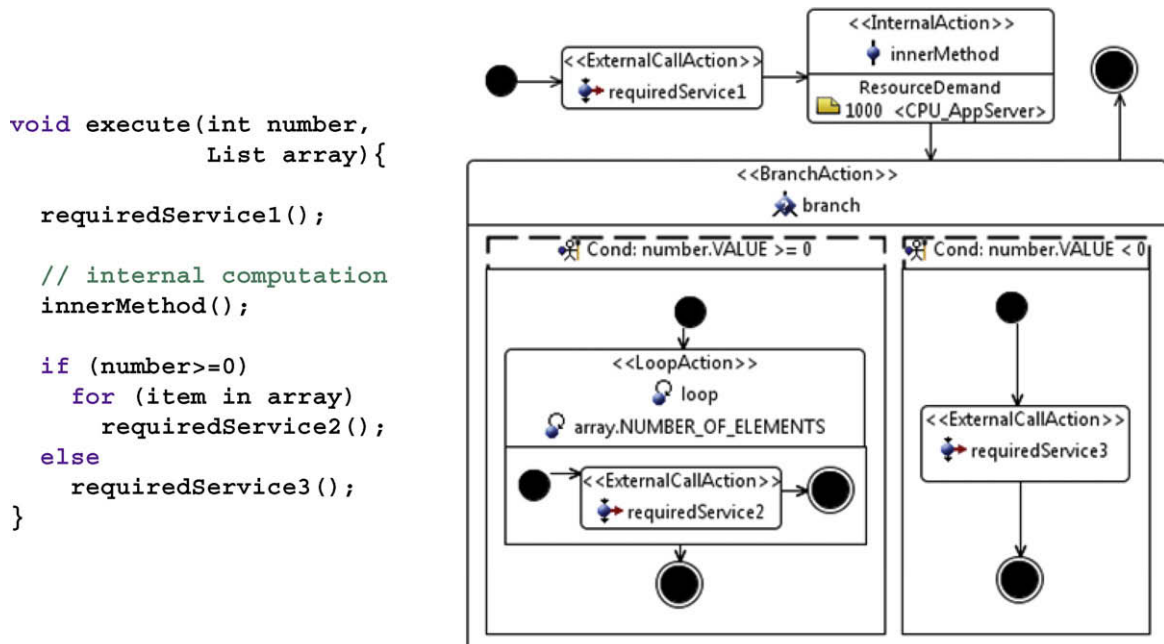 void execute(int number,
List array){
requiredService1();
// internal computation
innerMethod();
if (number>=0)
for (item in array)
requiredService2();
else
requiredService3();
}
<<ExternalCallAction>>
requiredService1
<<InternalAction>>
innerMethod
ResourceDemand
1000 <CPU_AppServer>
<<BranchAction>>
branch
Cond: number.VALUE >= 0
<<LoopAction>>
loop
array.NUMBER_OF_ELEMENTS
<<ExternalCallAction>>
requiredService2
Cond: number.VALUE < 0
<<ExternalCallAction>>
requiredService3